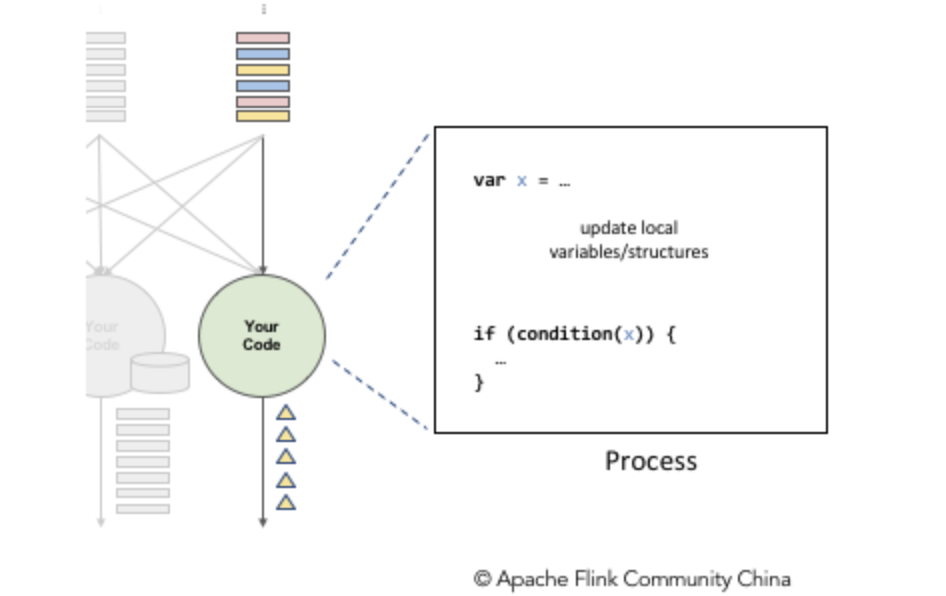 Your
Code
Your
Code
var x = …
update local
variables/structures
if (condition(x)) {
…
}
Process
© Apache Flink Community China